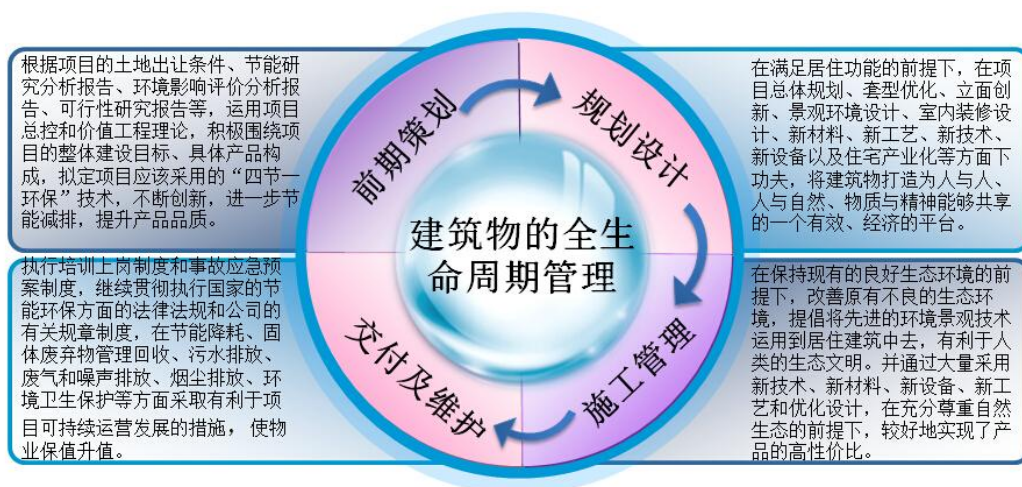 根据项目的土地出让条件、节能研
究分析报告、环境影响评价分析报
告、可行性研究报告等，运用项目
总控和价值工程理论，积极围绕项
目的整体建设目标、具体产品构
成，拟定项目应该采用的“四节一
环保”技术，不断创新，进一步节
能减排，提升产品品质。
前期策划
规划设计
在满足居住功能的前提下，在项
目总体规划、套型优化、立面创
新、景观环境设计、室内装修设
计、新材料、新工艺、新技术、
新设备以及住宅产业化等方面下
功夫，将建筑物打造为人与人、
人与自然、物质与精神能够共享
的一个有效、经济的平台。
建筑物的全生
命周期管理
执行培训上岗制度和事故应急预
案制度，继续贯彻执行国家的节
能环保方面的法律法规和公司的
有关规章制度，在节能降耗、固
体废弃物管理回收、污水排放、
废气和噪声排放、烟尘排放、环
境卫生保护等方面采取有利于项
目可持续运营发展的措施，使物
业保值升值。
交付及维护
施工管理
在保持现有的良好生态环境的前
提下，改善原有不良的生态环
境，提倡将先进的环境景观技术
运用到居住建筑中去，有利于人
类的生态文明。并通过大量采用
新技术、新材料、新设备、新工
艺和优化设计，在充分尊重自然
生态的前提下，较好地实现了产
品的高性价比。